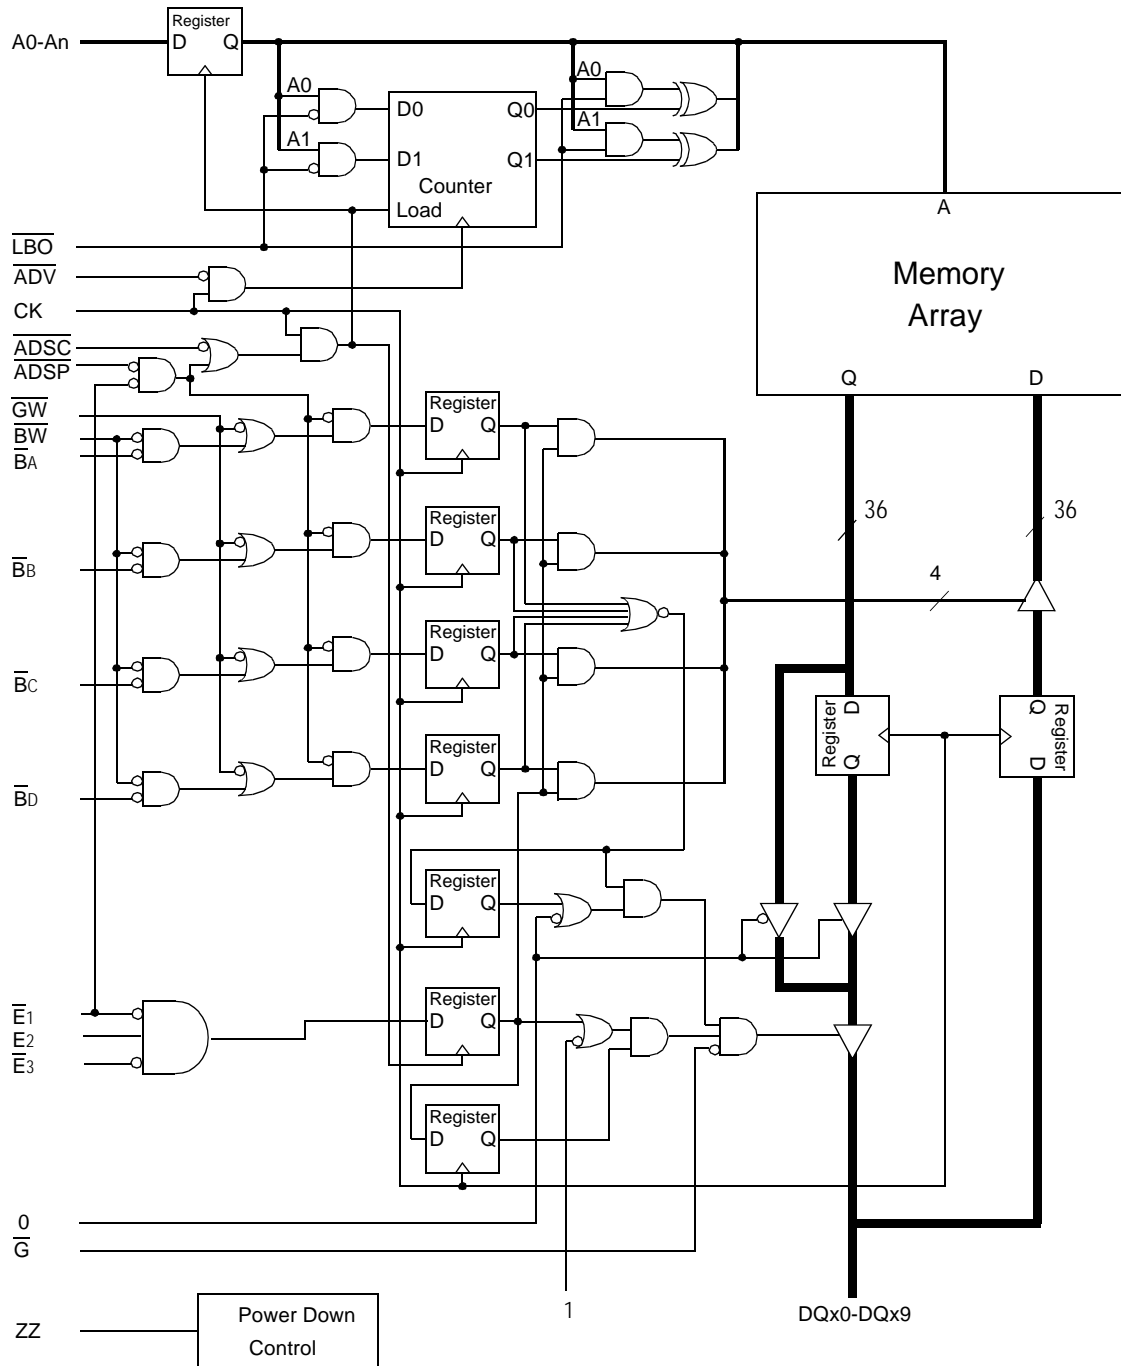 Register
A0-An
D Q
A0
A0
D0
Q0
A1
A1
D1
Q1
Counter
Load
A
LBO
Memory
Array
ADV
CK
ADSC
ADSP
Q
D
GW
Register
D Q
BW
BA
36
36
Register
D Q
BB
4
Register
D Q
BC
D
Register
Q
Q
Register
D
Register
D Q
BD
Register
D Q
Register
D Q
E1
E2
E3
Register
D Q
0
G
1
DQx0-DQx9
ZZ
Power Down
Control